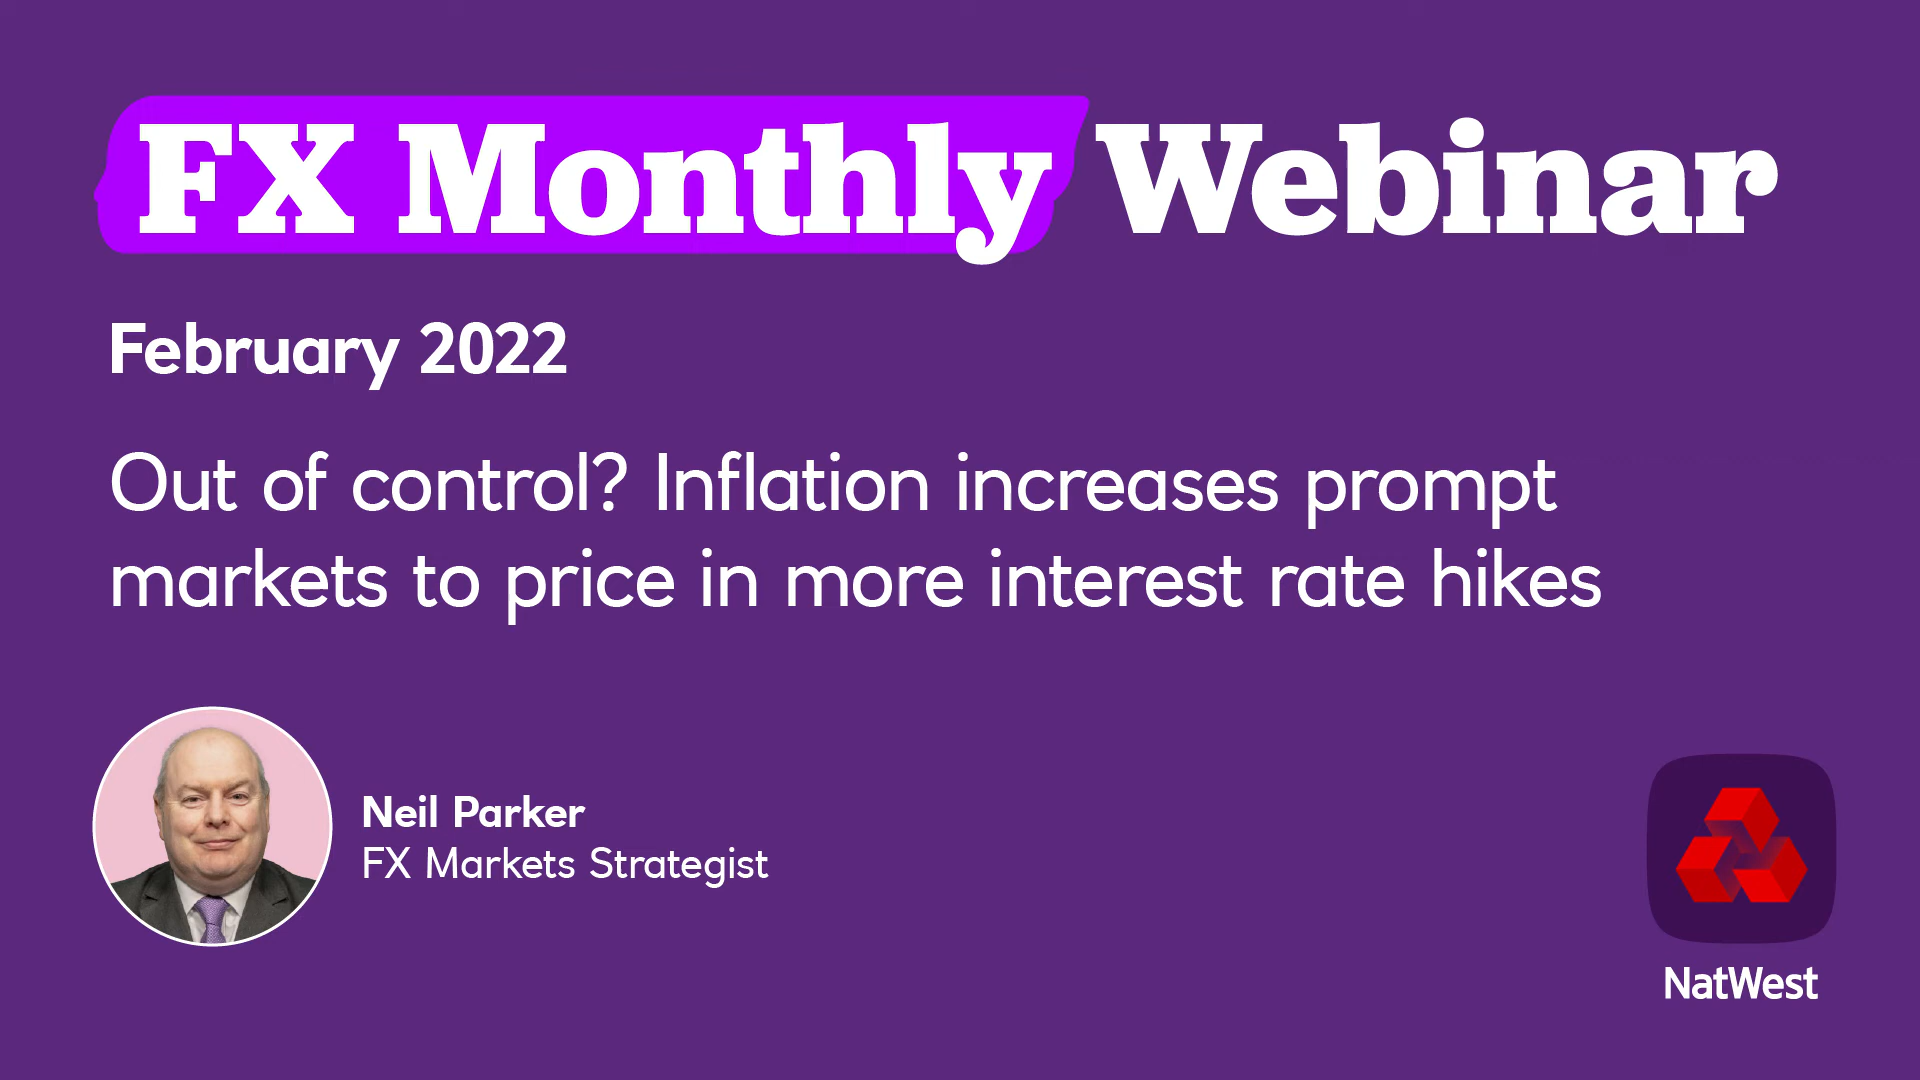 FX Monthly Webinar
February 2022
Out of control? Inflation increases prompt
markets to price in more interest rate hikes
Neil Parker
FX Markets Strategist
NatWest